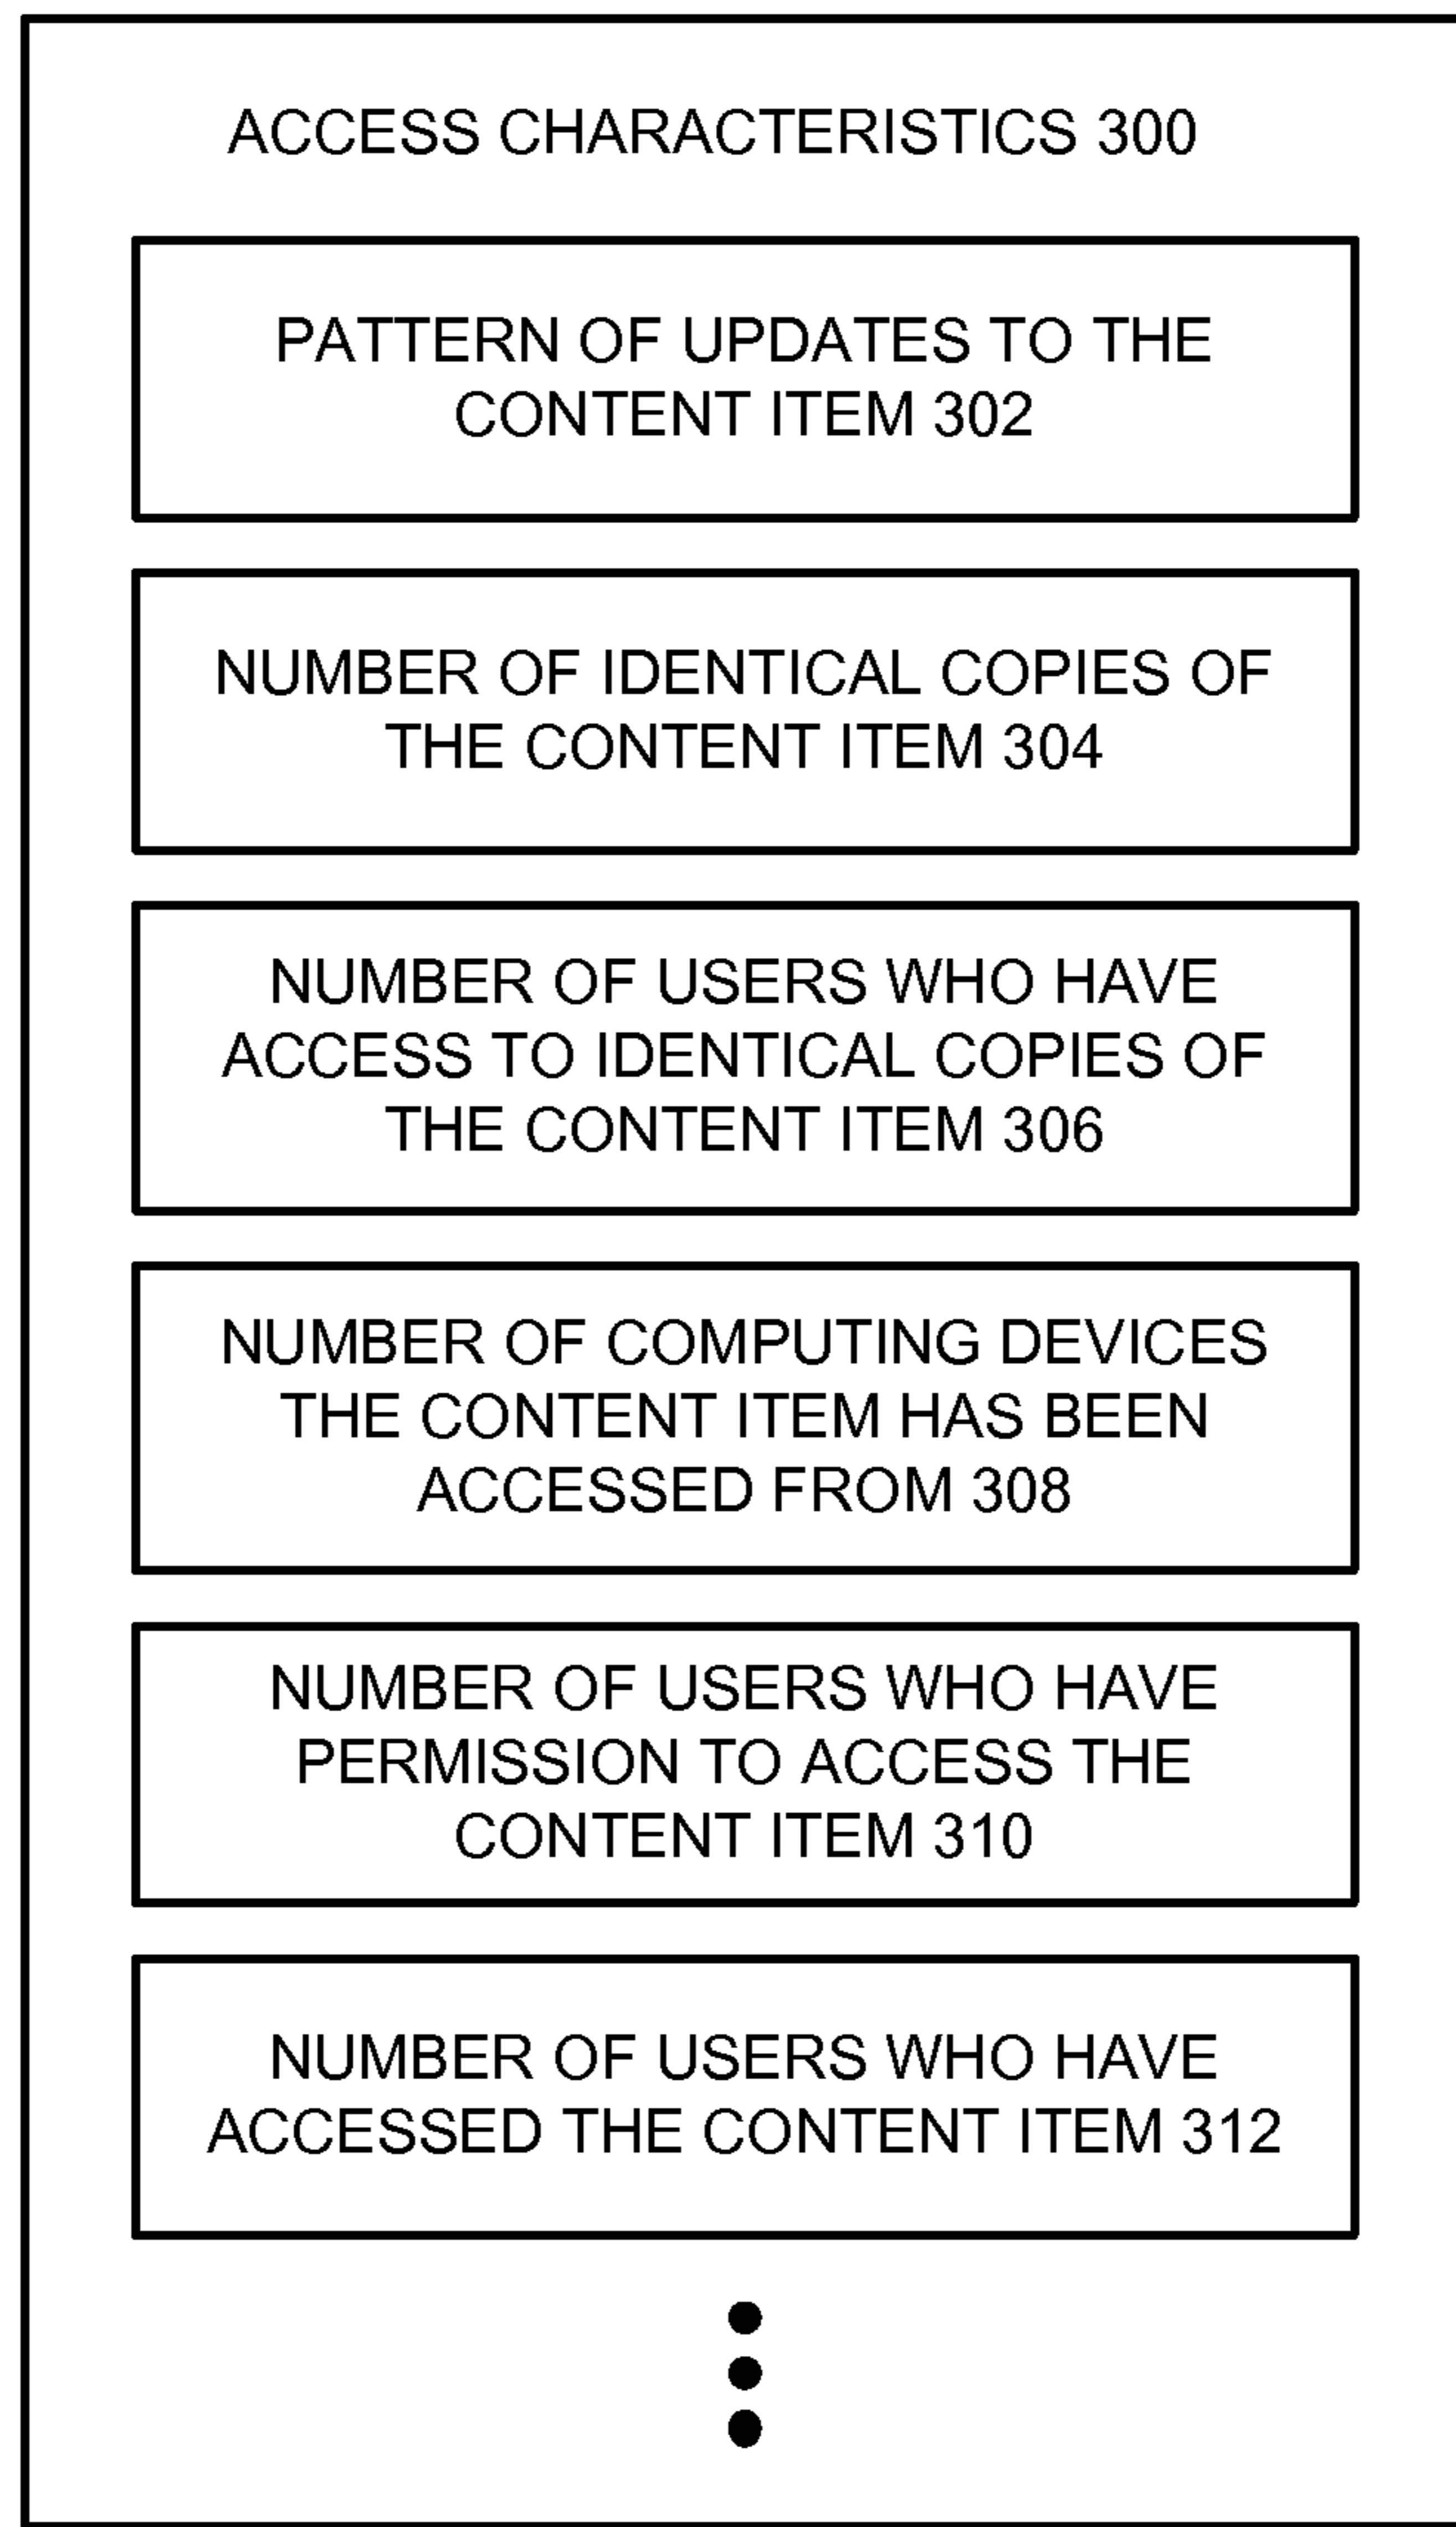 ACCESS CHARACTERISTICS 300
PATTERN OF UPDATES TO THE
CONTENT ITEM 302
NUMBER OF IDENTICAL COPIES OF
THE CONTENT ITEM 304
NUMBER OF USERS WHO HAVE
ACCESS TO IDENTICAL COPIES OF
THE CONTENT ITEM 306
NUMBER OF COMPUTING DEVICES
THE CONTENT ITEM HAS BEEN
ACCESSED FROM 308
NUMBER OF USERS WHO HAVE
PERMISSION TO ACCESS THE
CONTENT ITEM 310
NUMBER OF USERS WHO HAVE
ACCESSED THE CONTENT ITEM 312